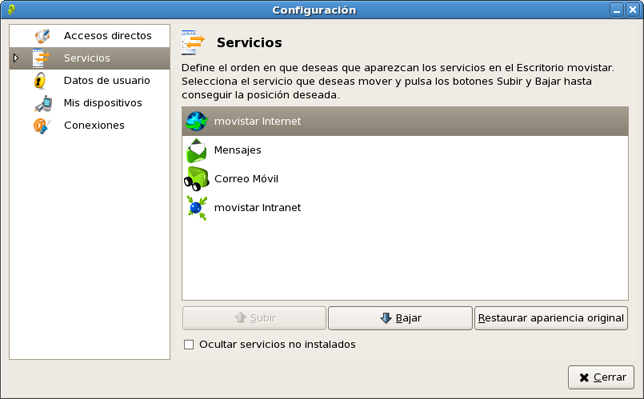 Configuración
Accesos directos
Servicios
Datos de usuario
Mis dispositivos
Conexiones
Servicios
Define el orden en que deseas que aparezcan los servicios en el Escritorio movistar.
Selecciona el servicio que deseas mover y pulsa los botones Subir y Bajar hasta
conseguir la posición deseada.
movistar Internet
Mensajes
Correo Móvil
movistar Intranet
Subir
Bajar
Restaurar apariencia original
Ocultar servicios no instalados
Cerrar